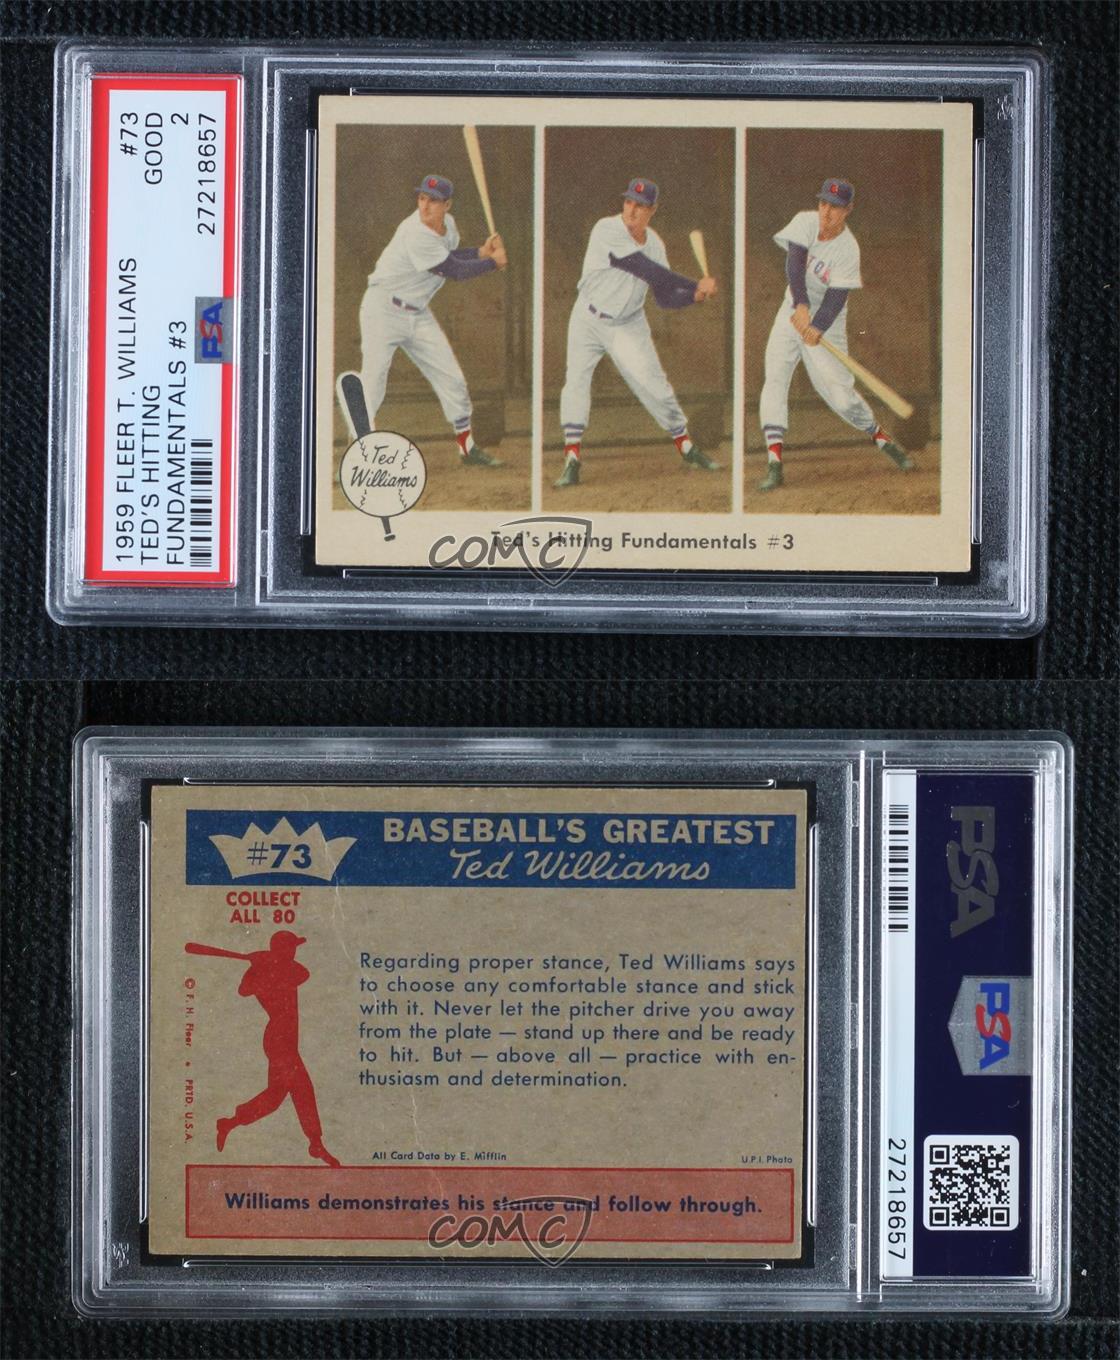 1959 FLEER T. WILLIAMS #73
TED'S HITTING GOOD
FUNDAMENTALS #3 2
27218657
PSA
TON
Ted
Williams
Ted's Hitting Fundamentals #3
COMC
#73
BASEBALL'S GREATEST
Ted Williams
COLLECT
ALL 80
Regarding proper stance, Ted Williams says
to choose any comfortable stance and stick
with it. Never let the pitcher drive you away
from the plate — stand up there and be ready
to hit. But — above all — practice with en-
thusiasm and determination.
© F. H. Fleer • PRTD. U.S.A.
All Card Data by E. Mifflin
U.P.I. Photo
Williams demonstrates his stance and follow through.
COMC
PSA
PSA
27218657